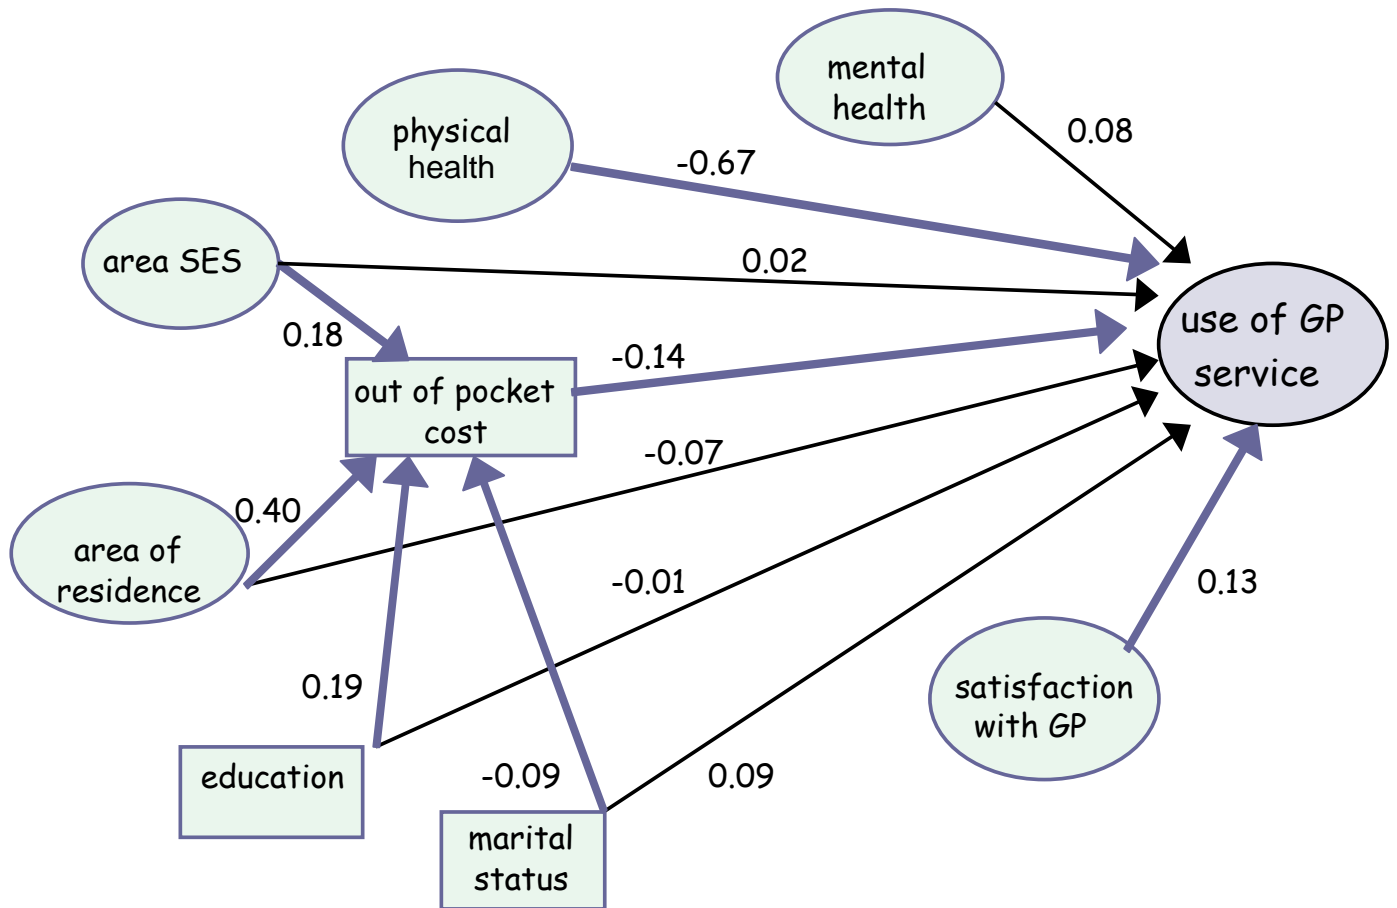 mental
health
0.08
physical
health
-0.67
area SES
0.02
0.18
use of GP
service
-0.14
out of pocket
cost
-0.07
0.40
area of
residence
-0.01
0.13
0.19
satisfaction
with GP
education
-0.09
0.09
marital
status